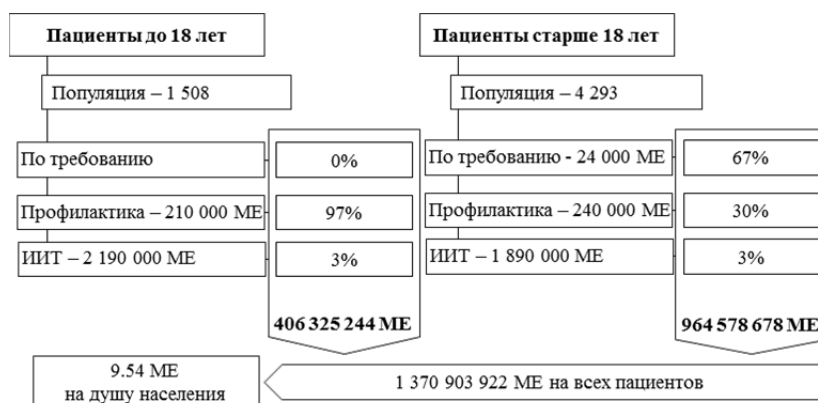 Пациенты до 18 лет
Популяция – 1 508
По требованию
0%
Профилактика – 210 000 МЕ
97%
ИИТ – 2 190 000 МЕ
3%
406 325 244 МЕ
Пациенты старше 18 лет
Популяция – 4 293
По требованию - 24 000 МЕ
67%
Профилактика – 240 000 МЕ
30%
ИИТ – 1 890 000 МЕ
3%
964 578 678 МЕ
9.54 МЕ
на душу населения
1 370 903 922 МЕ на всех пациентов